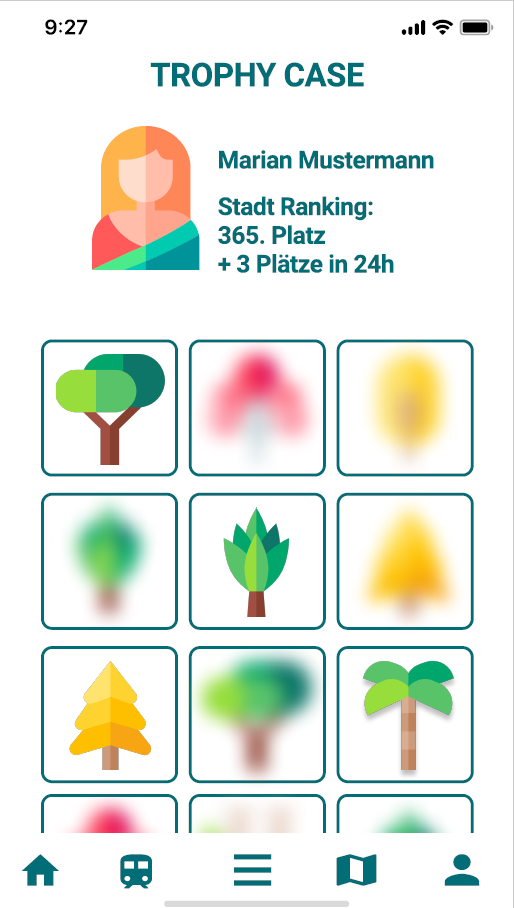 9:27
TROPHY CASE
Marian Mustermann
Stadt Ranking:
365. Platz
+ 3 Plätze in 24h